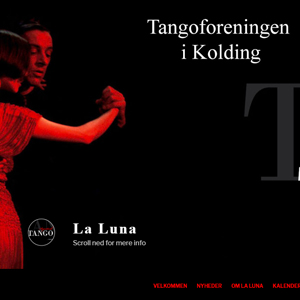 Tangoforeningen
i Kolding
T
TANGO
La Luna
Scroll ned for mere info
VELKOMMEN NYHEDER OM LA LUNA KALENDER